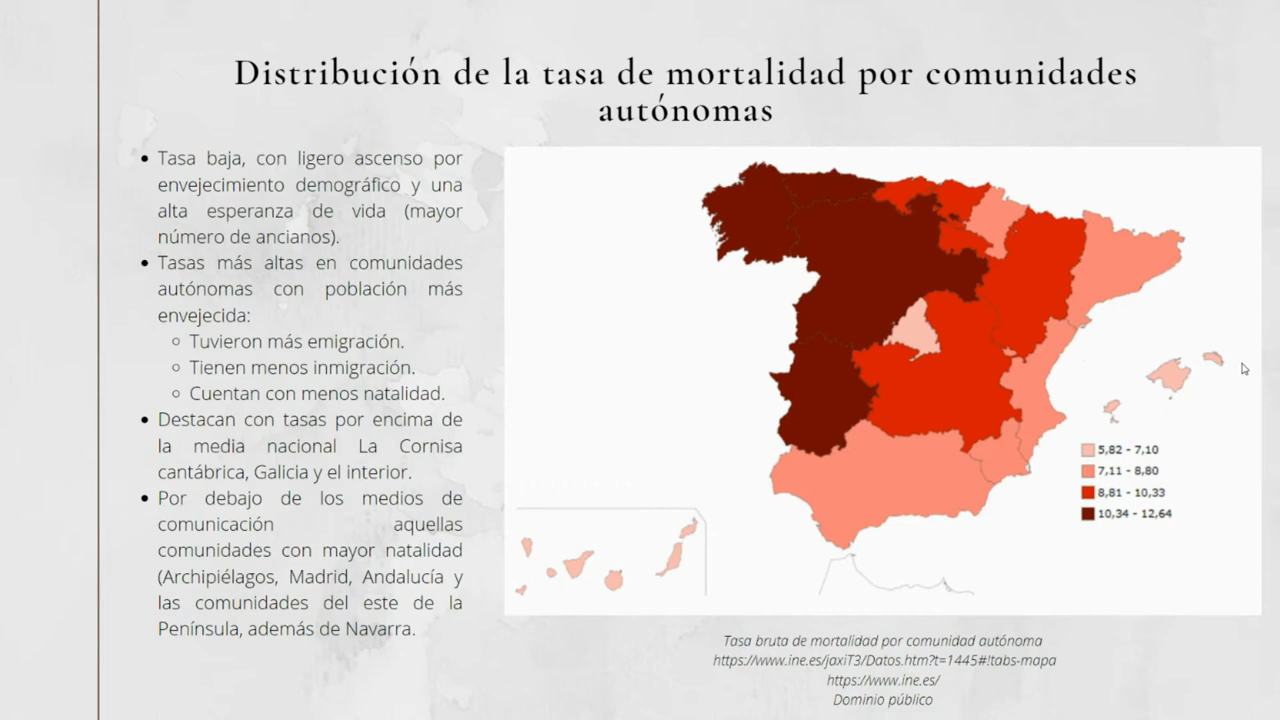 Distribución de la tasa de mortalidad por comunidades
autónomas
Tasa baja, con ligero ascenso por
envejecimiento demográfico y una
alta esperanza de vida (mayor
número de ancianos).
Tasas más altas en comunidades
autónomas con población más
envejecida:
Tuvieron más emigración.
Tienen menos inmigración.
Cuentan con menos natalidad.
Destacan con tasas por encima de
la media nacional La Cornisa
cantábrica, Galicia y el interior.
Por debajo de los medios de
comunicación aquellas
comunidades con mayor natalidad
(Archipiélagos, Madrid, Andalucía y
las comunidades del este de la
Península, además de Navarra.
5,82 - 7,10
7,11 - 8,80
8,81 - 10,33
10,34 - 12,64
Tasa bruta de mortalidad por comunidad autónoma
https://www.ine.es/jaxiT3/Datos.htm?t=1445#!tabs-mapa
https://www.ine.es/
Dominio público